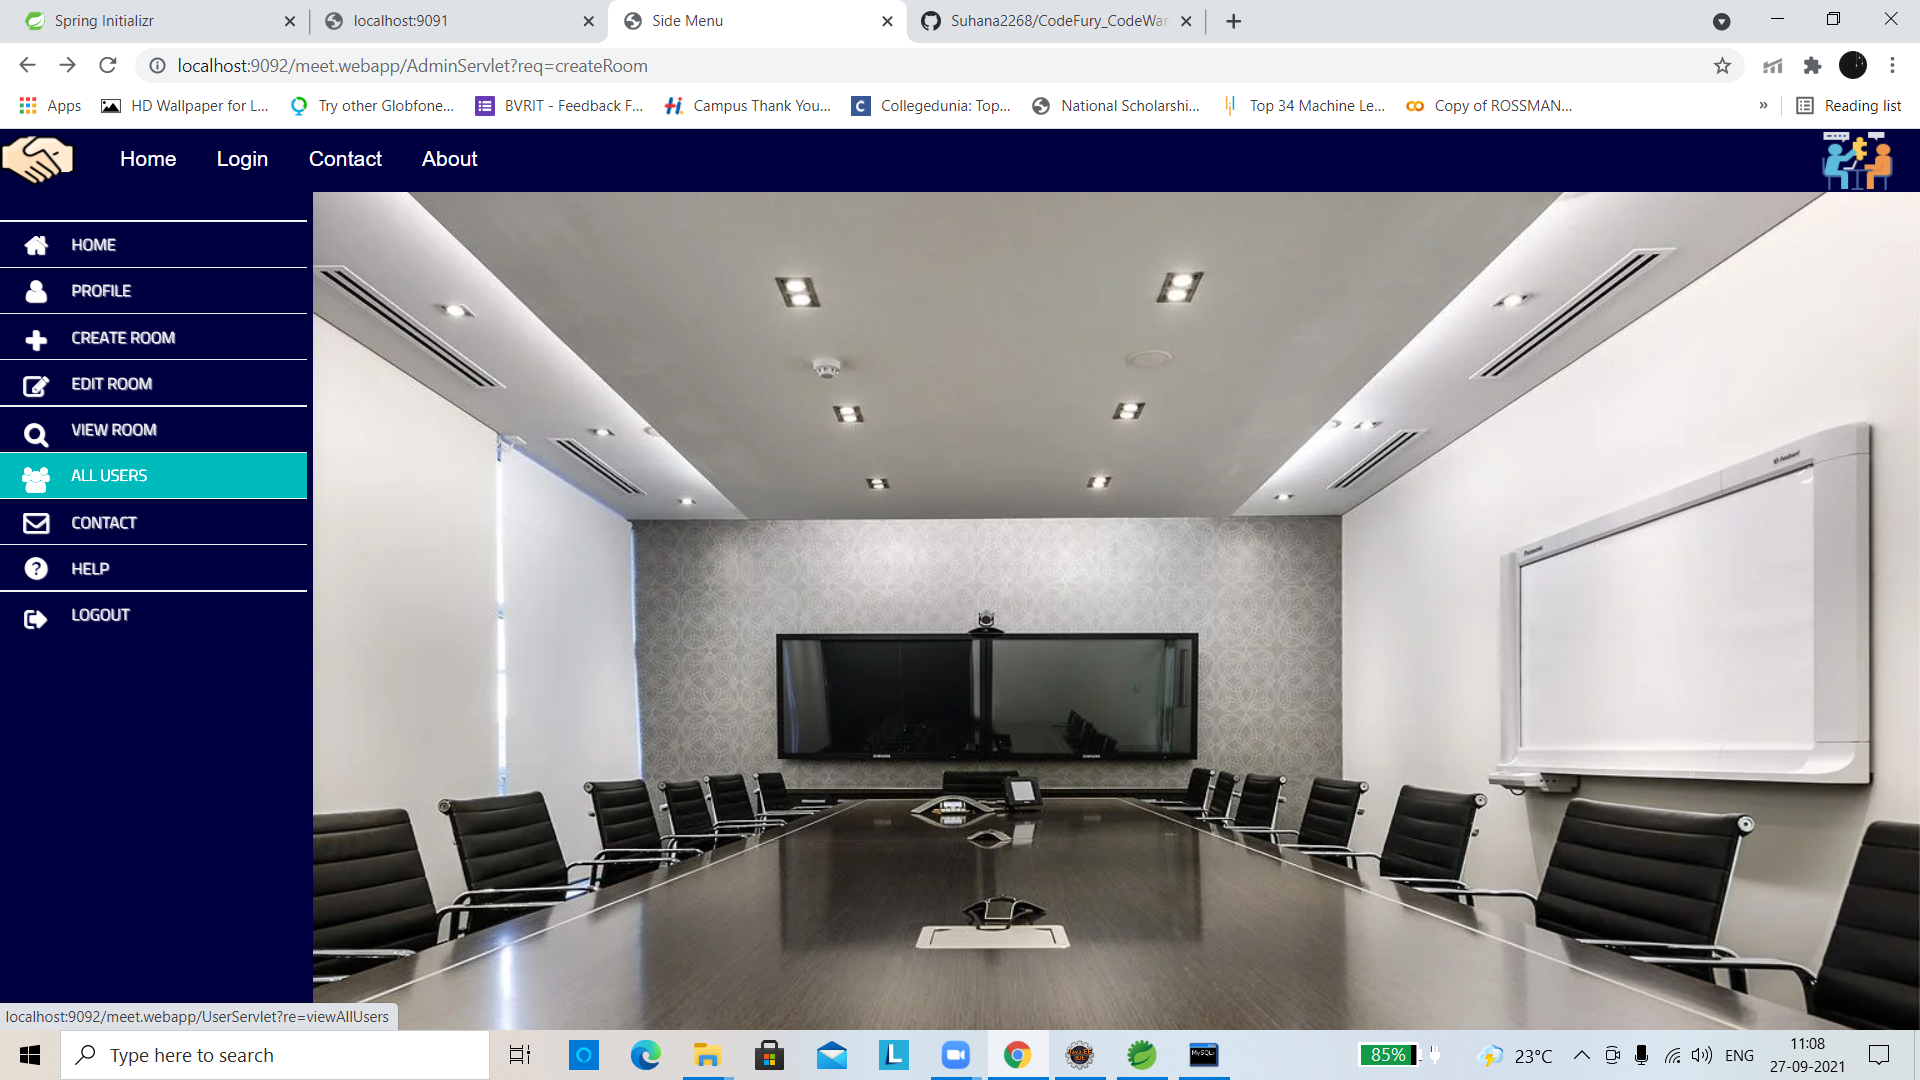 Spring Initializr
localhost:9091
Side Menu
Suhana2268/CodeFury_CodeWar
localhost:9092/meet.webapp/AdminServlet?req=createRoom
Apps
HD Wallpaper for L...
Try other Globfone...
BVRIT - Feedback F...
Campus Thank You...
Collegedunia: Top...
National Scholarshi...
Top 34 Machine Le...
Copy of ROSSMAN...
»
Reading list
Home
Login
Contact
About
HOME
PROFILE
CREATE ROOM
EDIT ROOM
VIEW ROOM
ALL USERS
CONTACT
HELP
LOGOUT
Panasonic
SAMSUNG
SAMSUNG
localhost:9092/meet.webapp/UserServlet?re=viewAllUsers
Type here to search
85%
23°C
ENG
11:08
27-09-2021